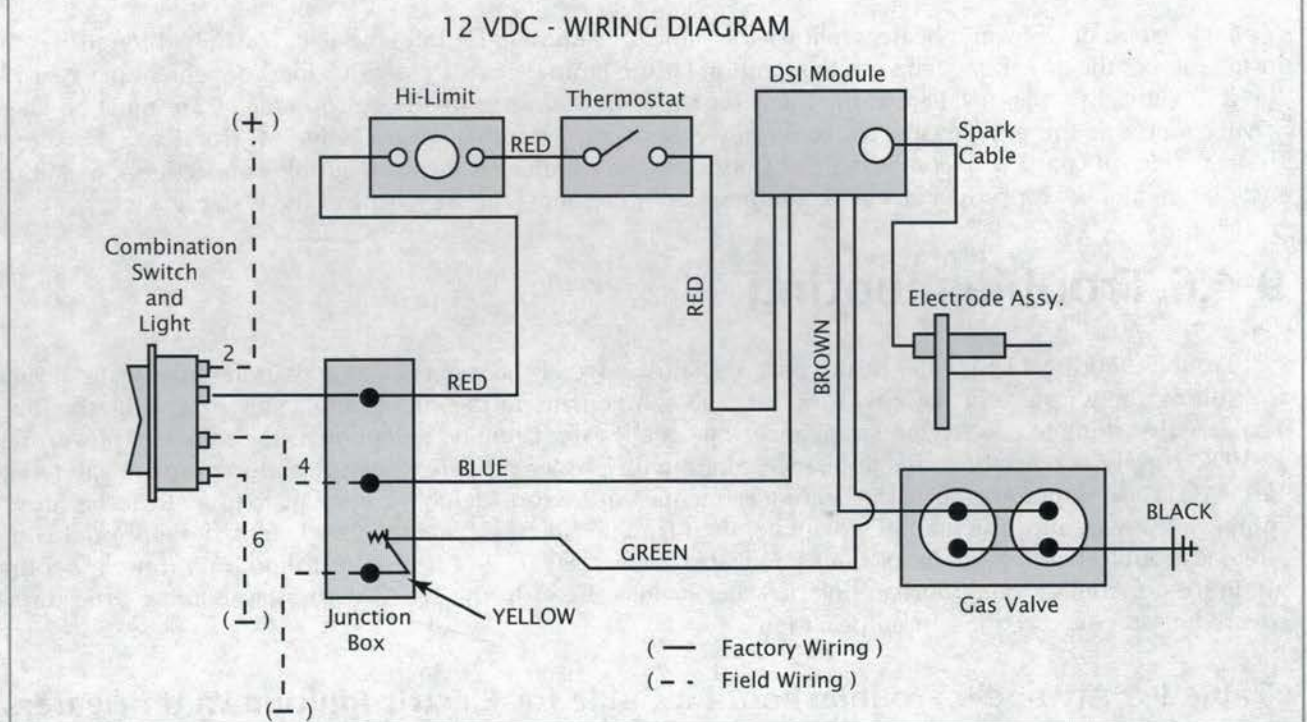 12 VDC - WIRING DIAGRAM
DSI Module
Hi-Limit
Thermostat
(+)
RED
Spark
Cable
Combination
Switch
and
Light
RED
Electrode Assy.
BROWN
2
RED
4
BLUE
BLACK
6
GREEN
Gas Valve
(-)
Junction
Box
YELLOW
( — Factory Wiring )
( - - Field Wiring )
(-)